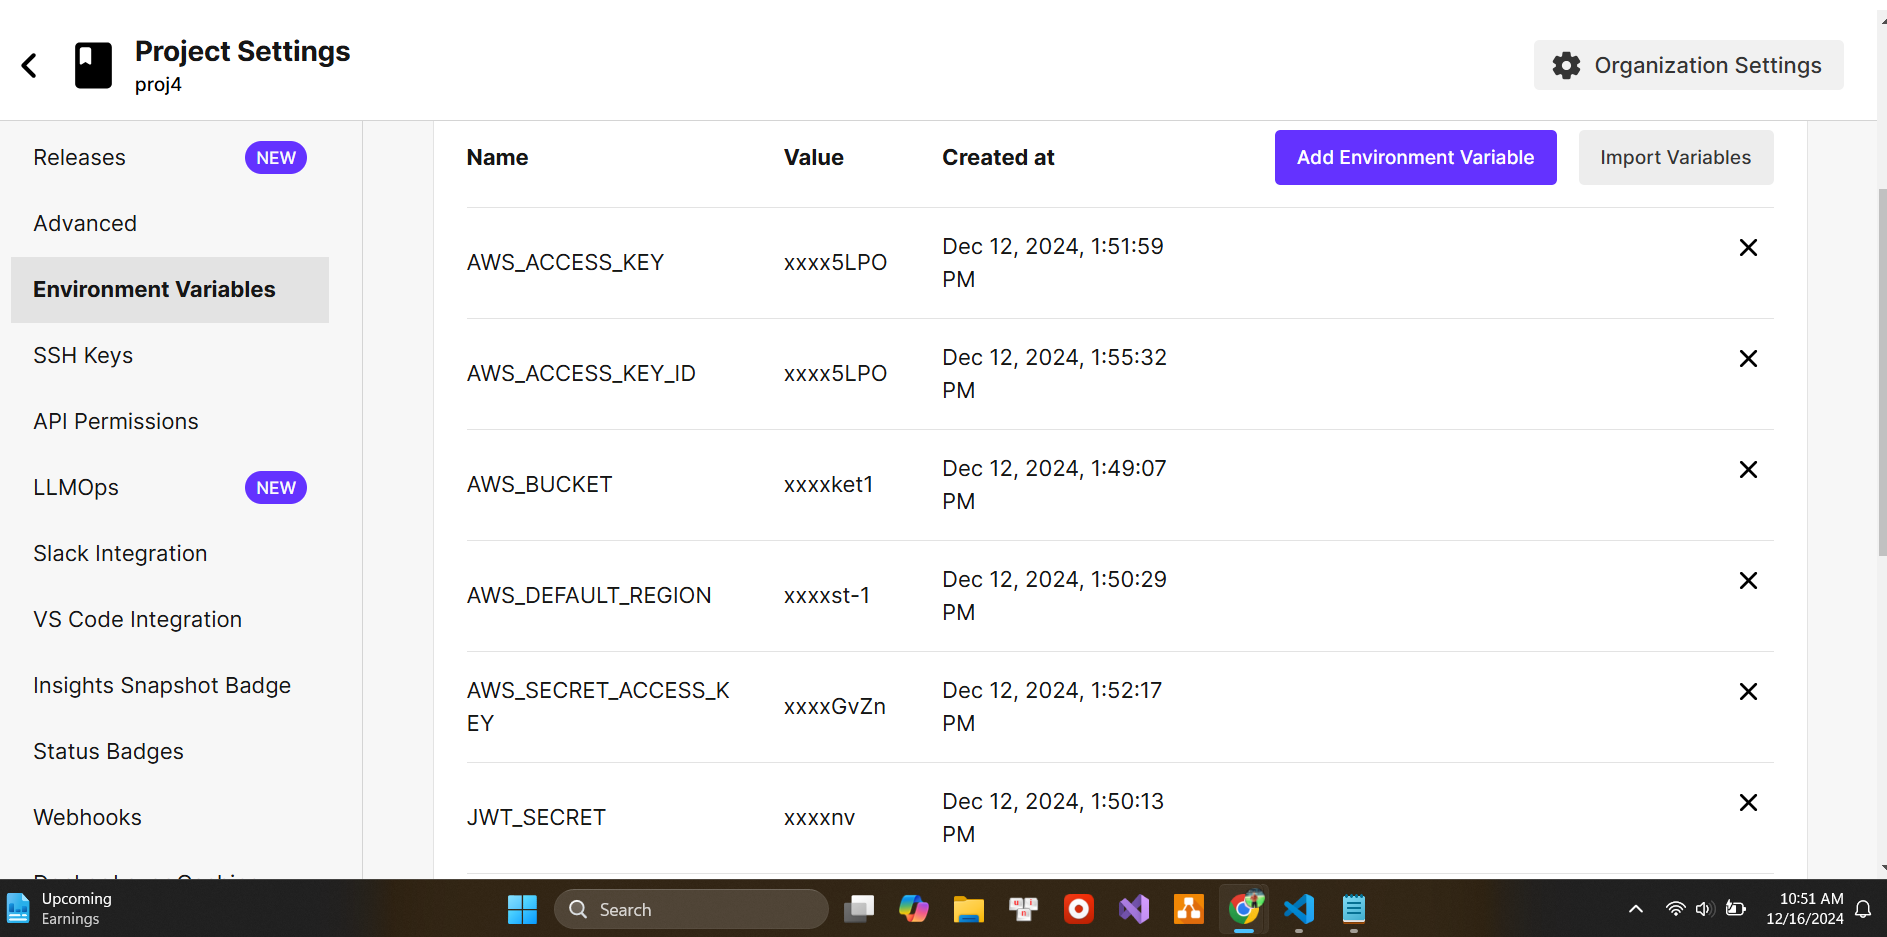 Project Settings
proj4
Organization Settings
Releases NEW
Advanced
Environment Variables
SSH Keys
API Permissions
LLMOps NEW
Slack Integration
VS Code Integration
Insights Snapshot Badge
Status Badges
Webhooks
Name Value Created at Add Environment Variable Import Variables
AWS_ACCESS_KEY xxxx5LPO Dec 12, 2024, 1:51:59
PM
AWS_ACCESS_KEY_ID xxxx5LPO Dec 12, 2024, 1:55:32
PM
AWS_BUCKET xxxxket1 Dec 12, 2024, 1:49:07
PM
AWS_DEFAULT_REGION xxxxst-1 Dec 12, 2024, 1:50:29
PM
AWS_SECRET_ACCESS_K
EY xxxxGvZn Dec 12, 2024, 1:52:17
PM
JWT_SECRET xxxxnv Dec 12, 2024, 1:50:13
PM
Upcoming
Earnings
Search
10:51 AM
12/16/2024